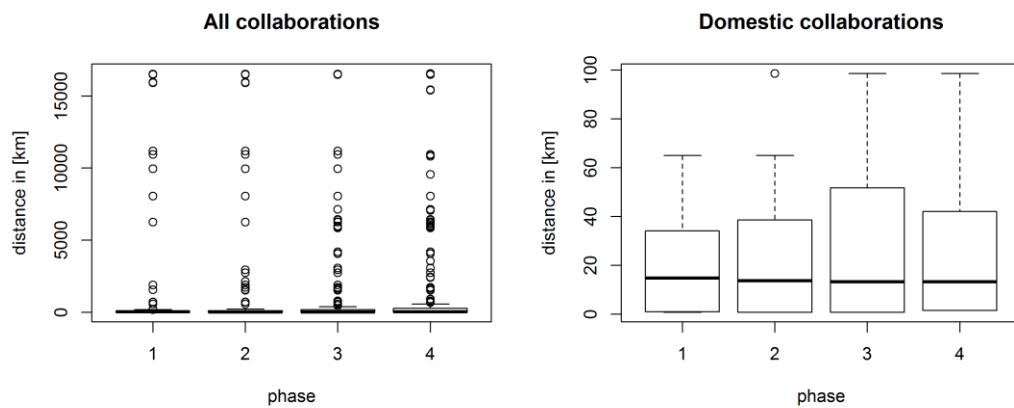 All collaborations
distance in [km]
15000
10000
5000
0
1 2 3 4
phase
Domestic collaborations
distance in [km]
100
80
60
40
20
0
1 2 3 4
phase